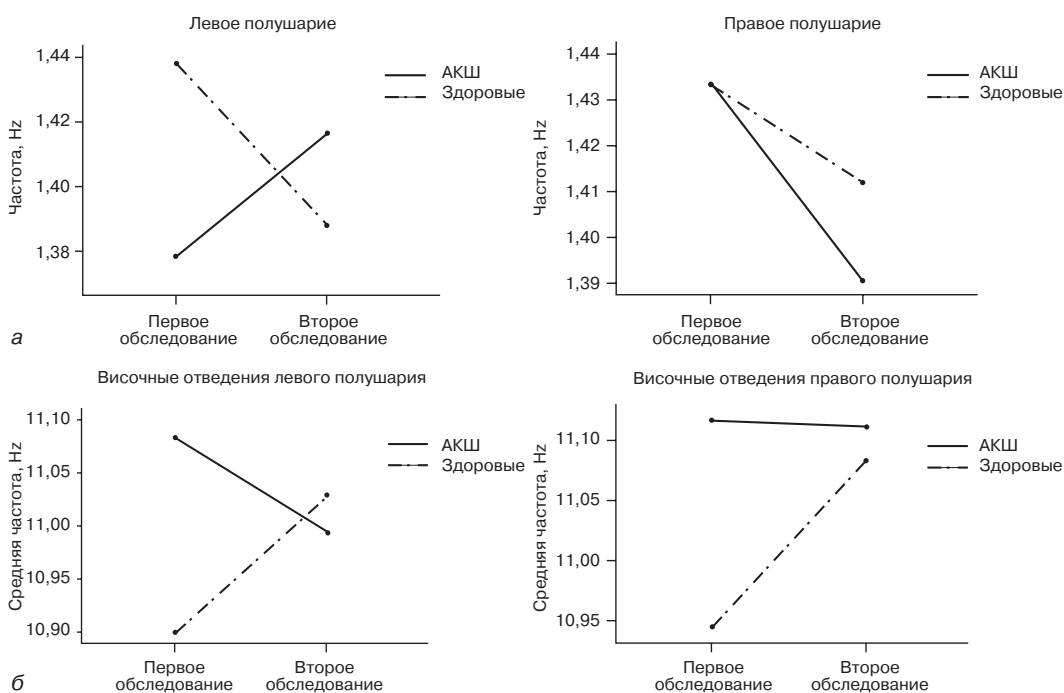 Левое полушарие
1,44
1,42
1,40
1,38
Частота, Hz
АКШ
Здоровые
Первое
обследование
Второе
обследование
Правое полушарие
1,44
1,43
1,42
1,41
1,40
1,39
Частота, Hz
АКШ
Здоровые
Первое
обследование
Второе
обследование
а
Височные отведения левого полушария
11,10
11,05
11,00
10,95
10,90
Средняя частота, Hz
АКШ
Здоровые
Первое
обследование
Второе
обследование
Височные отведения правого полушария
11,10
11,05
11,00
10,95
Средняя частота, Hz
АКШ
Здоровые
Первое
обследование
Второе
обследование
б